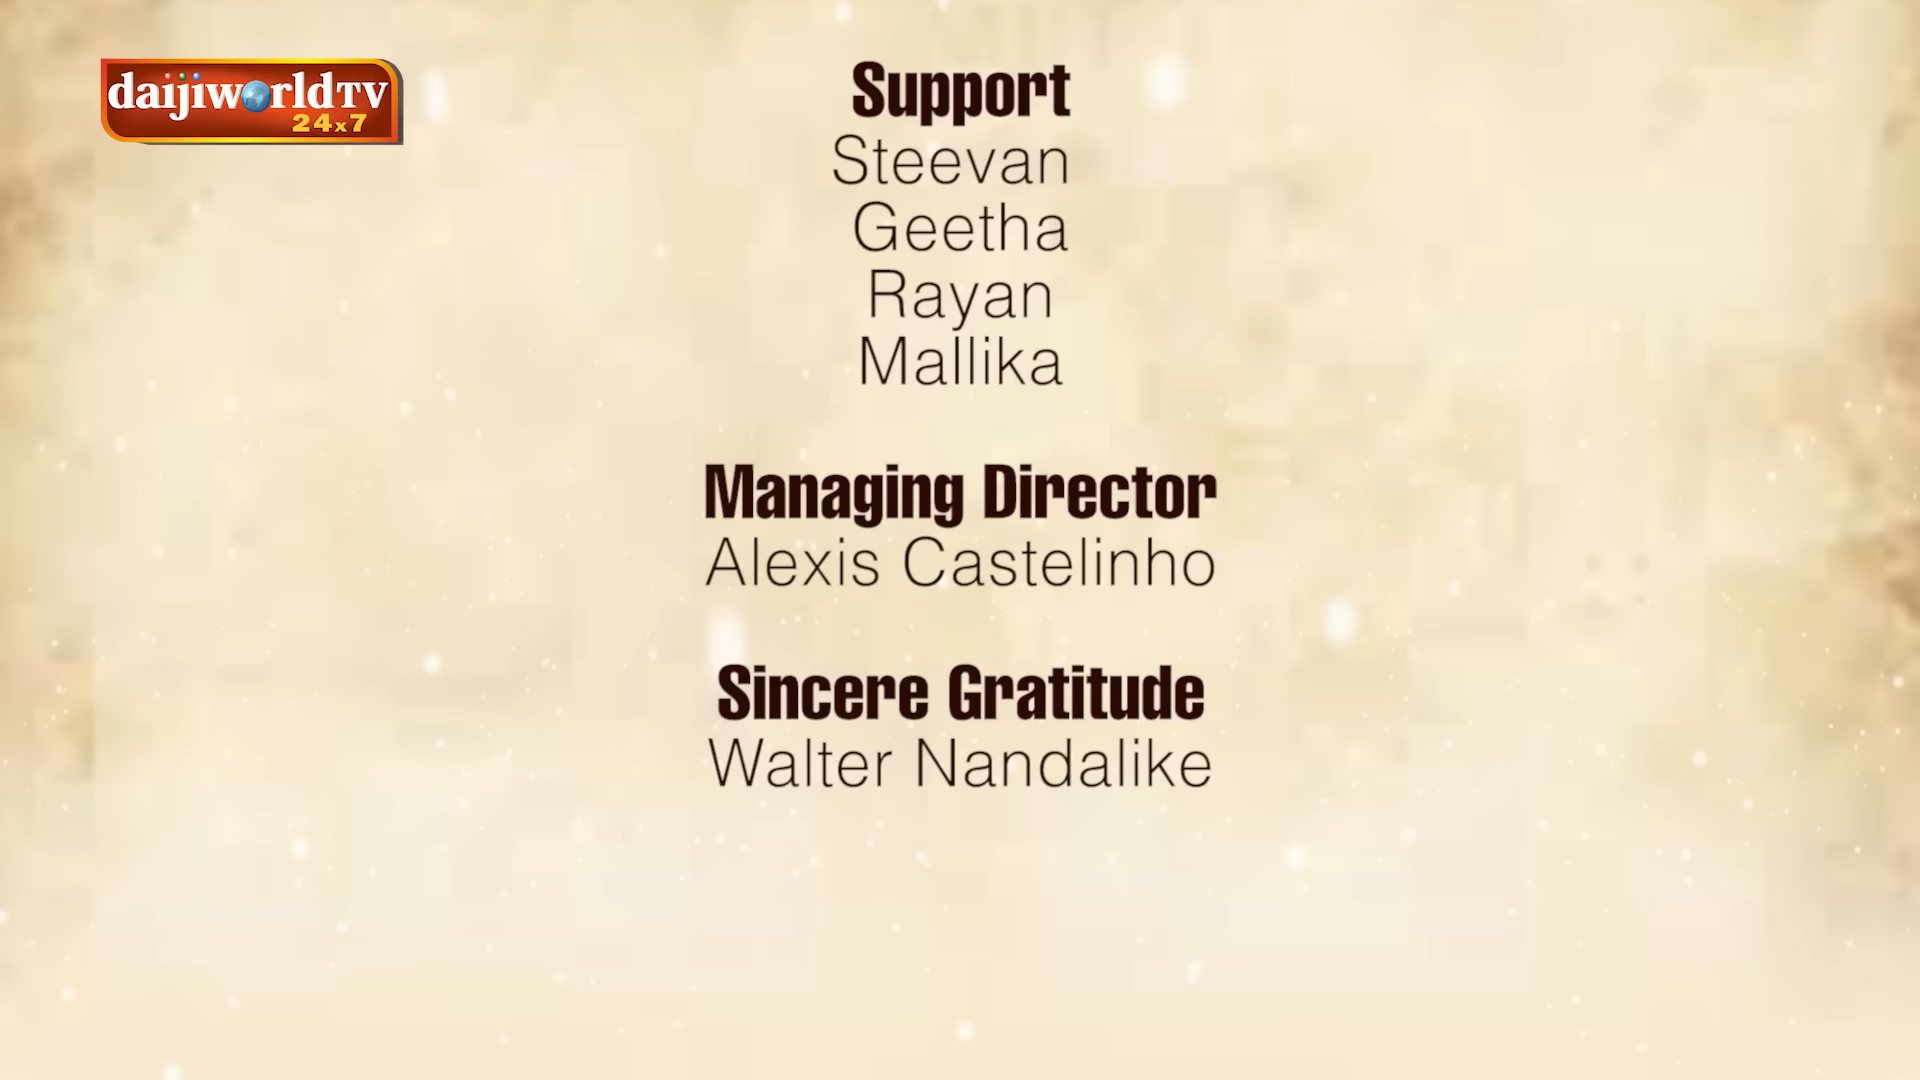 daijiworldTV
24x7
Support
Steevan
Geetha
Rayan
Mallika
Managing Director
Alexis Castelinho
Sincere Gratitude
Walter Nandalike